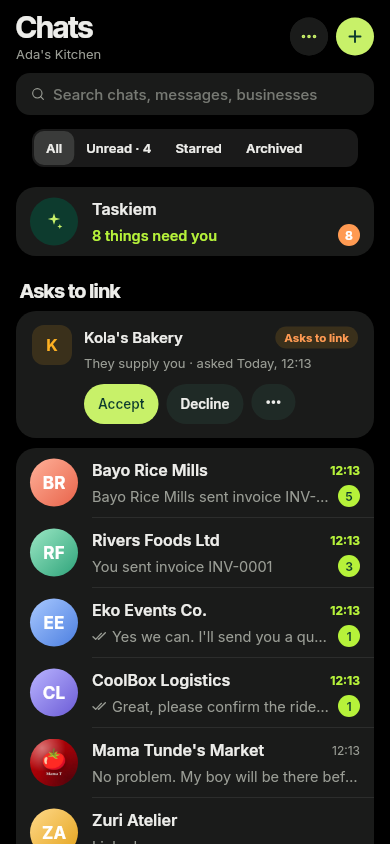 Chats
Ada's Kitchen
Search chats, messages, businesses
All
Unread · 4
Starred
Archived
Taskiem
8 things need you
8
Asks to link
K
Kola's Bakery
Asks to link
They supply you · asked Today, 12:13
Accept
Decline
BR
Bayo Rice Mills
12:13
Bayo Rice Mills sent invoice INV-...
5
RF
Rivers Foods Ltd
12:13
You sent invoice INV-0001
3
EE
Eko Events Co.
12:13
Yes we can. I'll send you a qu...
1
CL
CoolBox Logistics
12:13
Great, please confirm the ride...
1
Mama T
Mama Tunde's Market
12:13
No problem. My boy will be there bef...
ZA
Zuri Atelier